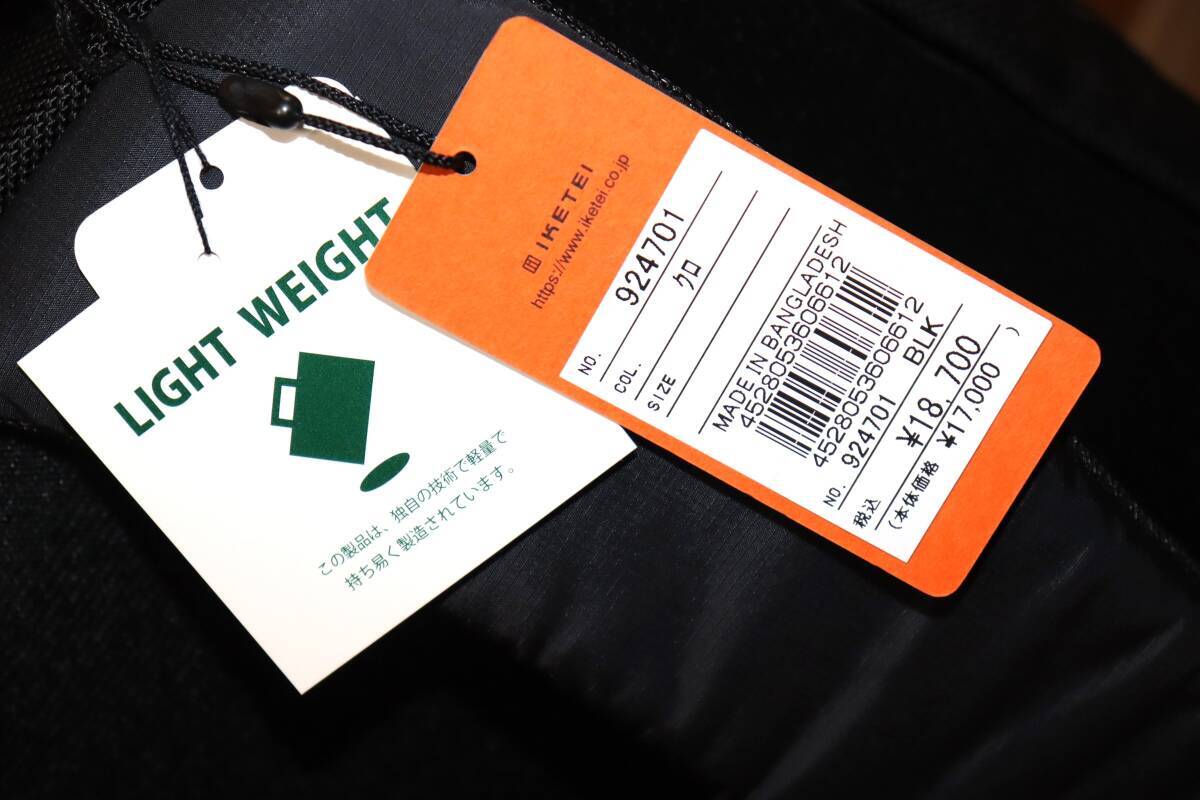 LIGHT WEIGHT
この製品は、独自の技術で軽量で
持ち易く製造されています。
IKETEI
https://www.iketei.co.jp
NO. 924701
COL. クロ
SIZE
MADE IN BANGLADESH
4528053606612
4528053606612
NO. 924701 BLK
税込 ¥18,700
(本体価格 ¥17,000 )